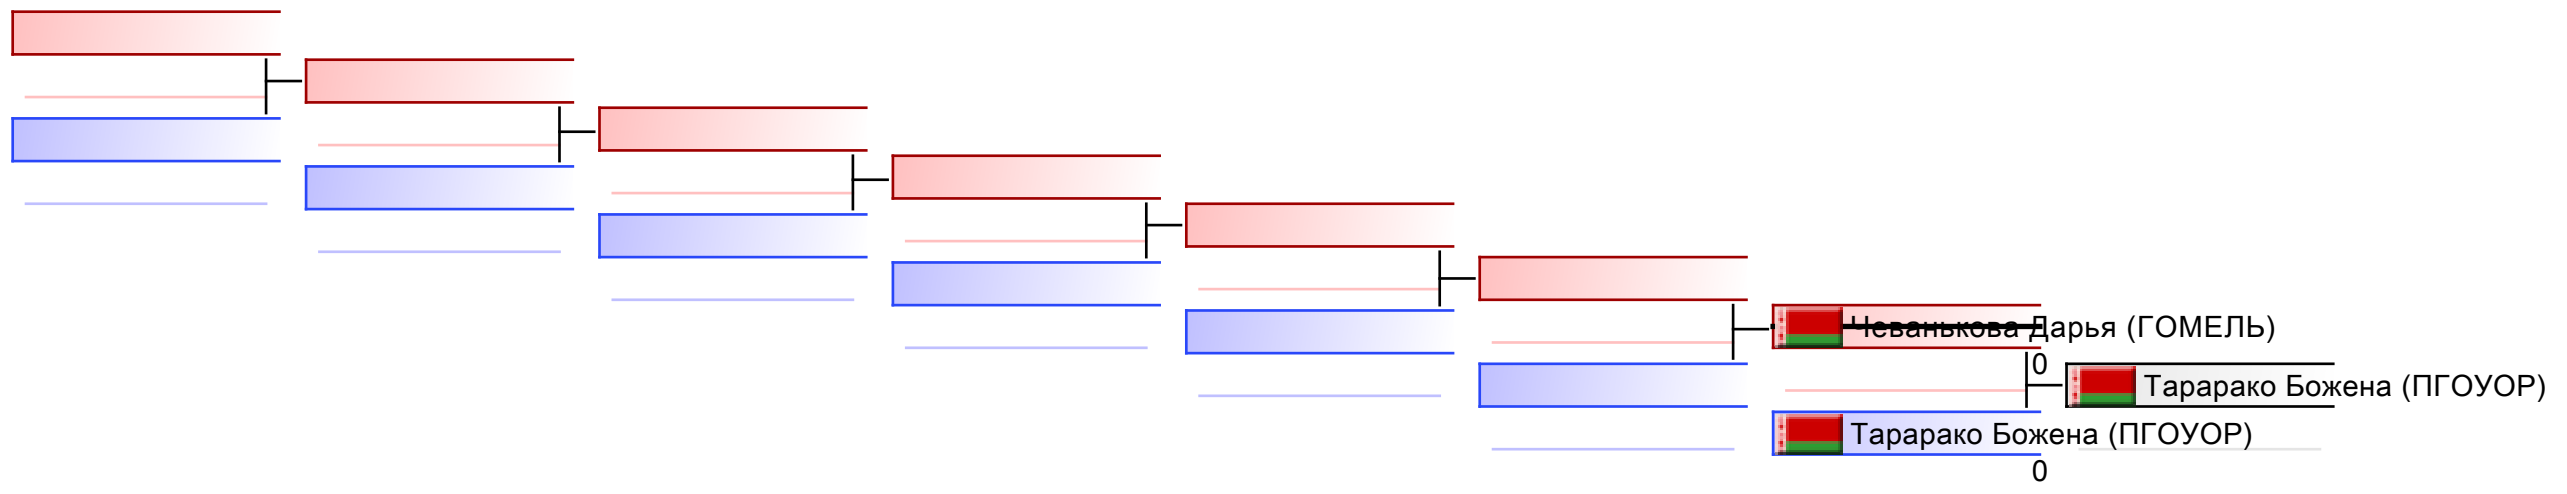 Чеванькова Дарья (ГОМЕЛЬ)
0
Тарарако Божена (ПГОУОР)
Тарарако Божена (ПГОУОР)
0